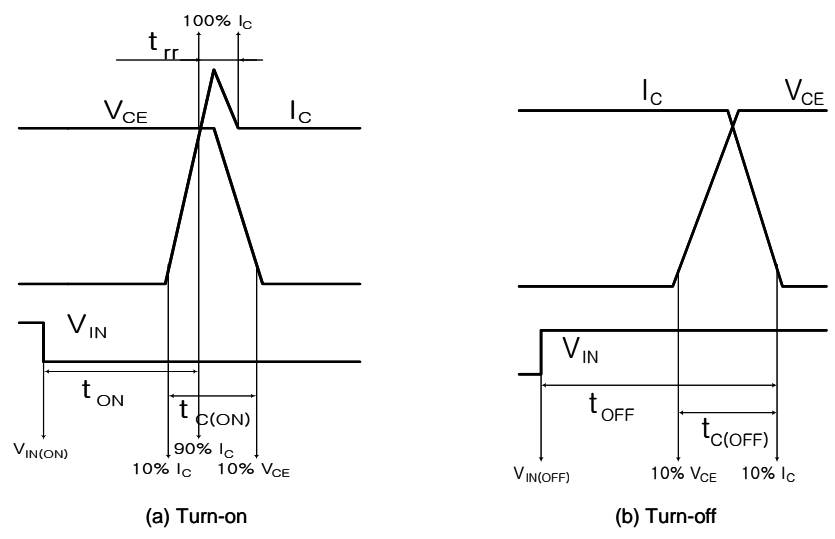 100% IC
trr
VCE
IC
VIN
tON
tC(ON)
VIN(ON)
90% IC
10% IC
10% VCE
(a) Turn-on
IC
VCE
VIN
tOFF
tC(OFF)
VIN(OFF)
10% VCE
10% IC
(b) Turn-off